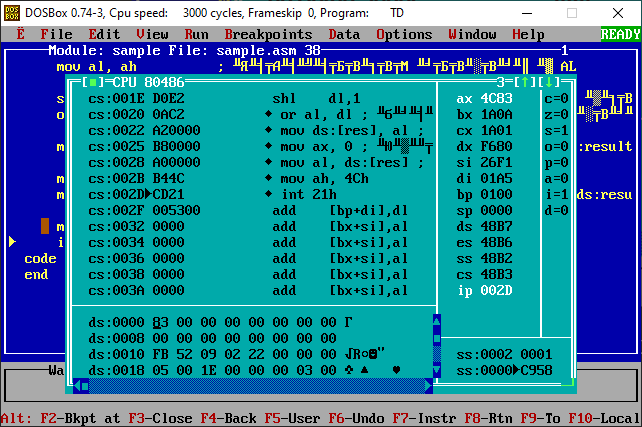 DOSBox 0.74-3, Cpu speed: 3000 cycles, Frameskip 0, Program: TD
Ë File Edit View Run Breakpoints Data Options Window Help READY
Module: sample File: sample.asm 38 1
mov al, ah ; AL
[■]=CPU 80486 3=[↑][↓]
cs:001E D0E2 shl dl,1
cs:0020 0AC2 ♦ or al, dl ;
cs:0022 A20000 ♦ mov ds:[res], al ;
cs:0025 B80000 ♦ mov ax, 0 ;
cs:0028 A00000 ♦ mov al, ds:[res] ;
cs:002B B44C ♦ mov ah, 4Ch
cs:002D►CD21 ♦ int 21h
cs:002F 005300 add [bp+di],dl
cs:0032 0000 add [bx+si],al
cs:0034 0000 add [bx+si],al
cs:0036 0000 add [bx+si],al
cs:0038 0000 add [bx+si],al
cs:003A 0000 add [bx+si],al
ax 4C83 c=0
bx 1A0A z=0
cx 1A01 s=1
dx F680 o=0
si 26F1 p=0
di 01A5 a=0
bp 0100 i=1
sp 0000 d=0
ds 48B7
es 48B6
ss 48B2
cs 48B3
ip 002D
:result
ds:resu
code
end
ds:0000 83 00 00 00 00 00 00 00 Г
ds:0008 00 00 00 00 00 00 00 00
ds:0010 FB 52 09 02 22 00 00 00 √R○☻"
ds:0018 05 00 1E 00 00 00 03 00 ♣ ▲ ♥
ss:0002 0001
ss:0000►C958
Wa
Alt: F2-Bkpt at F3-Close F4-Back F5-User F6-Undo F7-Instr F8-Rtn F9-To F10-Local